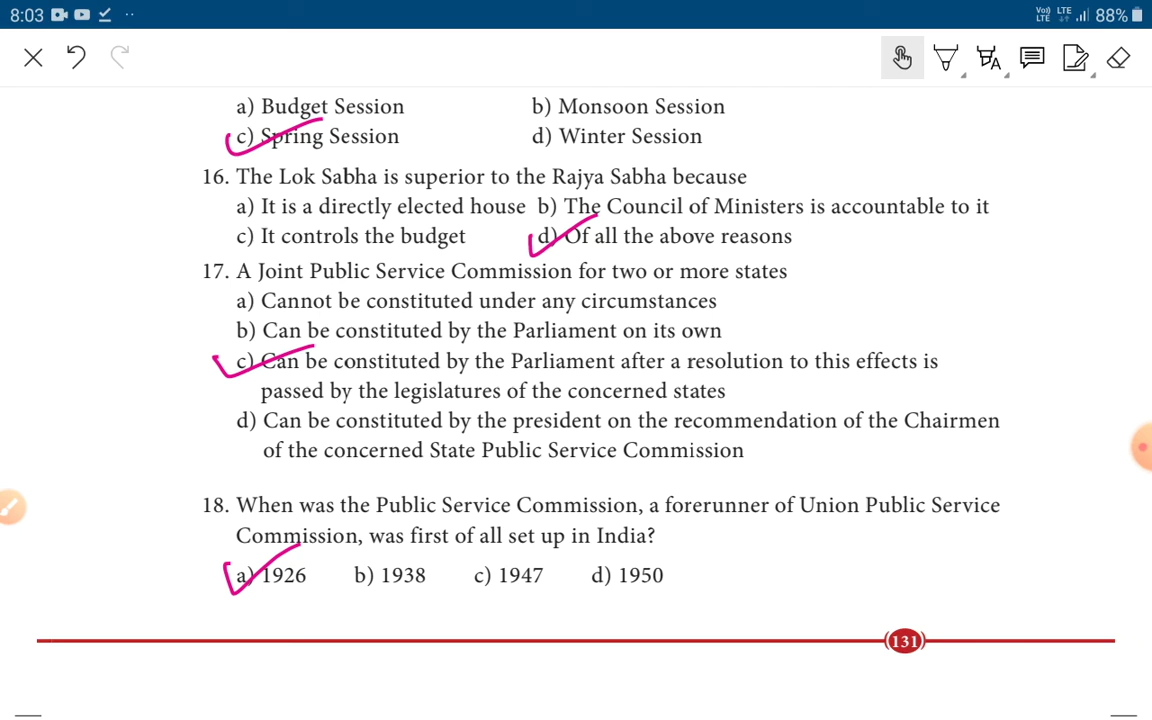 8:03
Vo)) LTE LTE 88%
a) Budget Session b) Monsoon Session
c) Spring Session d) Winter Session
16. The Lok Sabha is superior to the Rajya Sabha because
a) It is a directly elected house b) The Council of Ministers is accountable to it
c) It controls the budget d) Of all the above reasons
17. A Joint Public Service Commission for two or more states
a) Cannot be constituted under any circumstances
b) Can be constituted by the Parliament on its own
c) Can be constituted by the Parliament after a resolution to this effects is
passed by the legislatures of the concerned states
d) Can be constituted by the president on the recommendation of the Chairmen
of the concerned State Public Service Commission
18. When was the Public Service Commission, a forerunner of Union Public Service
Commission, was first of all set up in India?
a) 1926 b) 1938 c) 1947 d) 1950
131